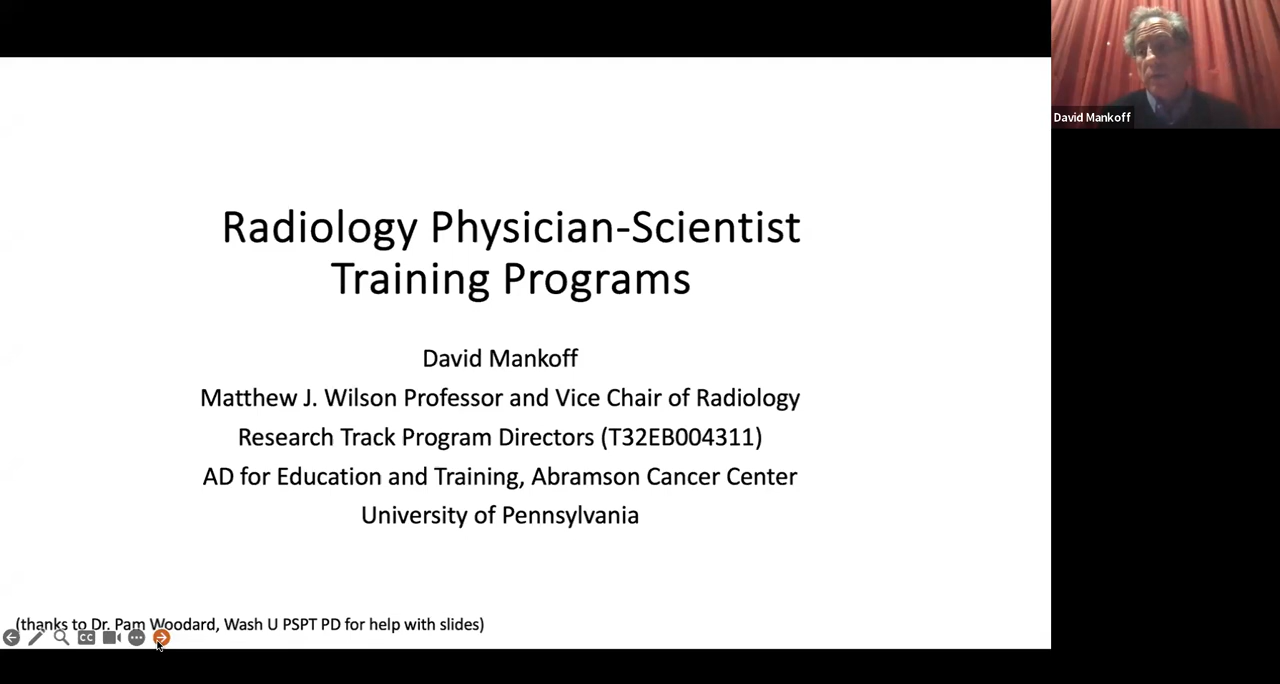 David Mankoff
Radiology Physician-Scientist
Training Programs
David Mankoff
Matthew J. Wilson Professor and Vice Chair of Radiology
Research Track Program Directors (T32EB004311)
AD for Education and Training, Abramson Cancer Center
University of Pennsylvania
(thanks to Dr. Pam Woodard, Wash U PSPT PD for help with slides)
CC